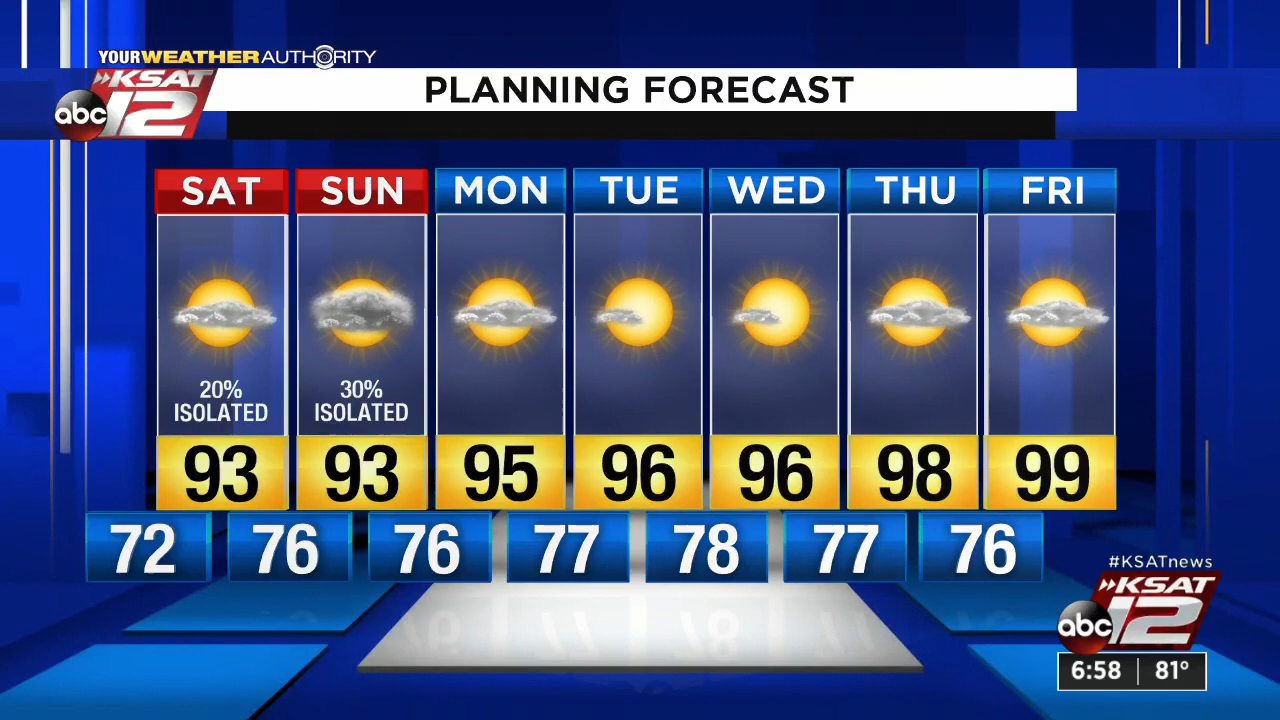 YOURWEATHERAUTHORITY
KSAT
abc 12
PLANNING FORECAST
SAT SUN MON TUE WED THU FRI
20% 30%
ISOLATED ISOLATED
93 93 95 96 96 98 99
72 76 76 77 78 77 76
#KSATnews
KSAT
abc 12
6:58 81°